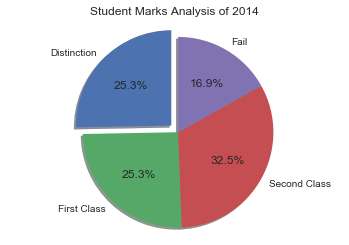 Student Marks Analysis of 2014
Distinction
Fail
25.3%
16.9%
32.5%
25.3%
Second Class
First Class